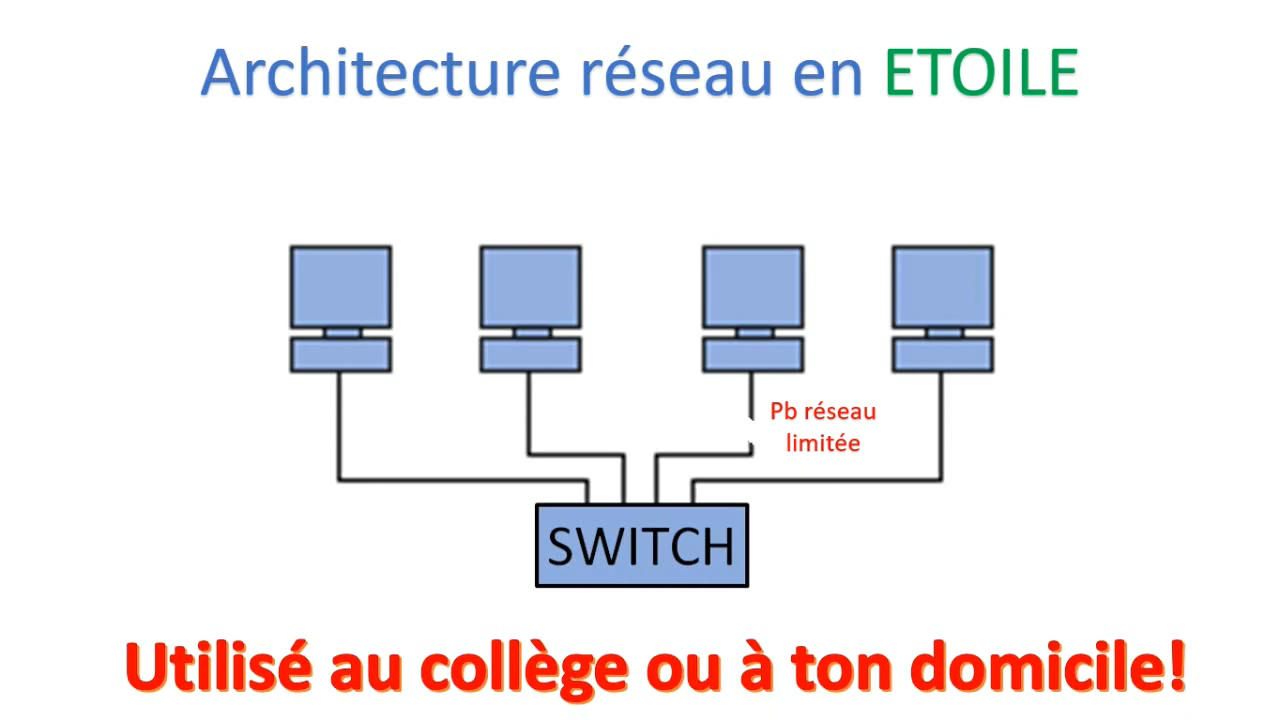 Architecture réseau en ETOILE
Pb réseau
limitée
SWITCH
Utilisé au collège ou à ton domicile!